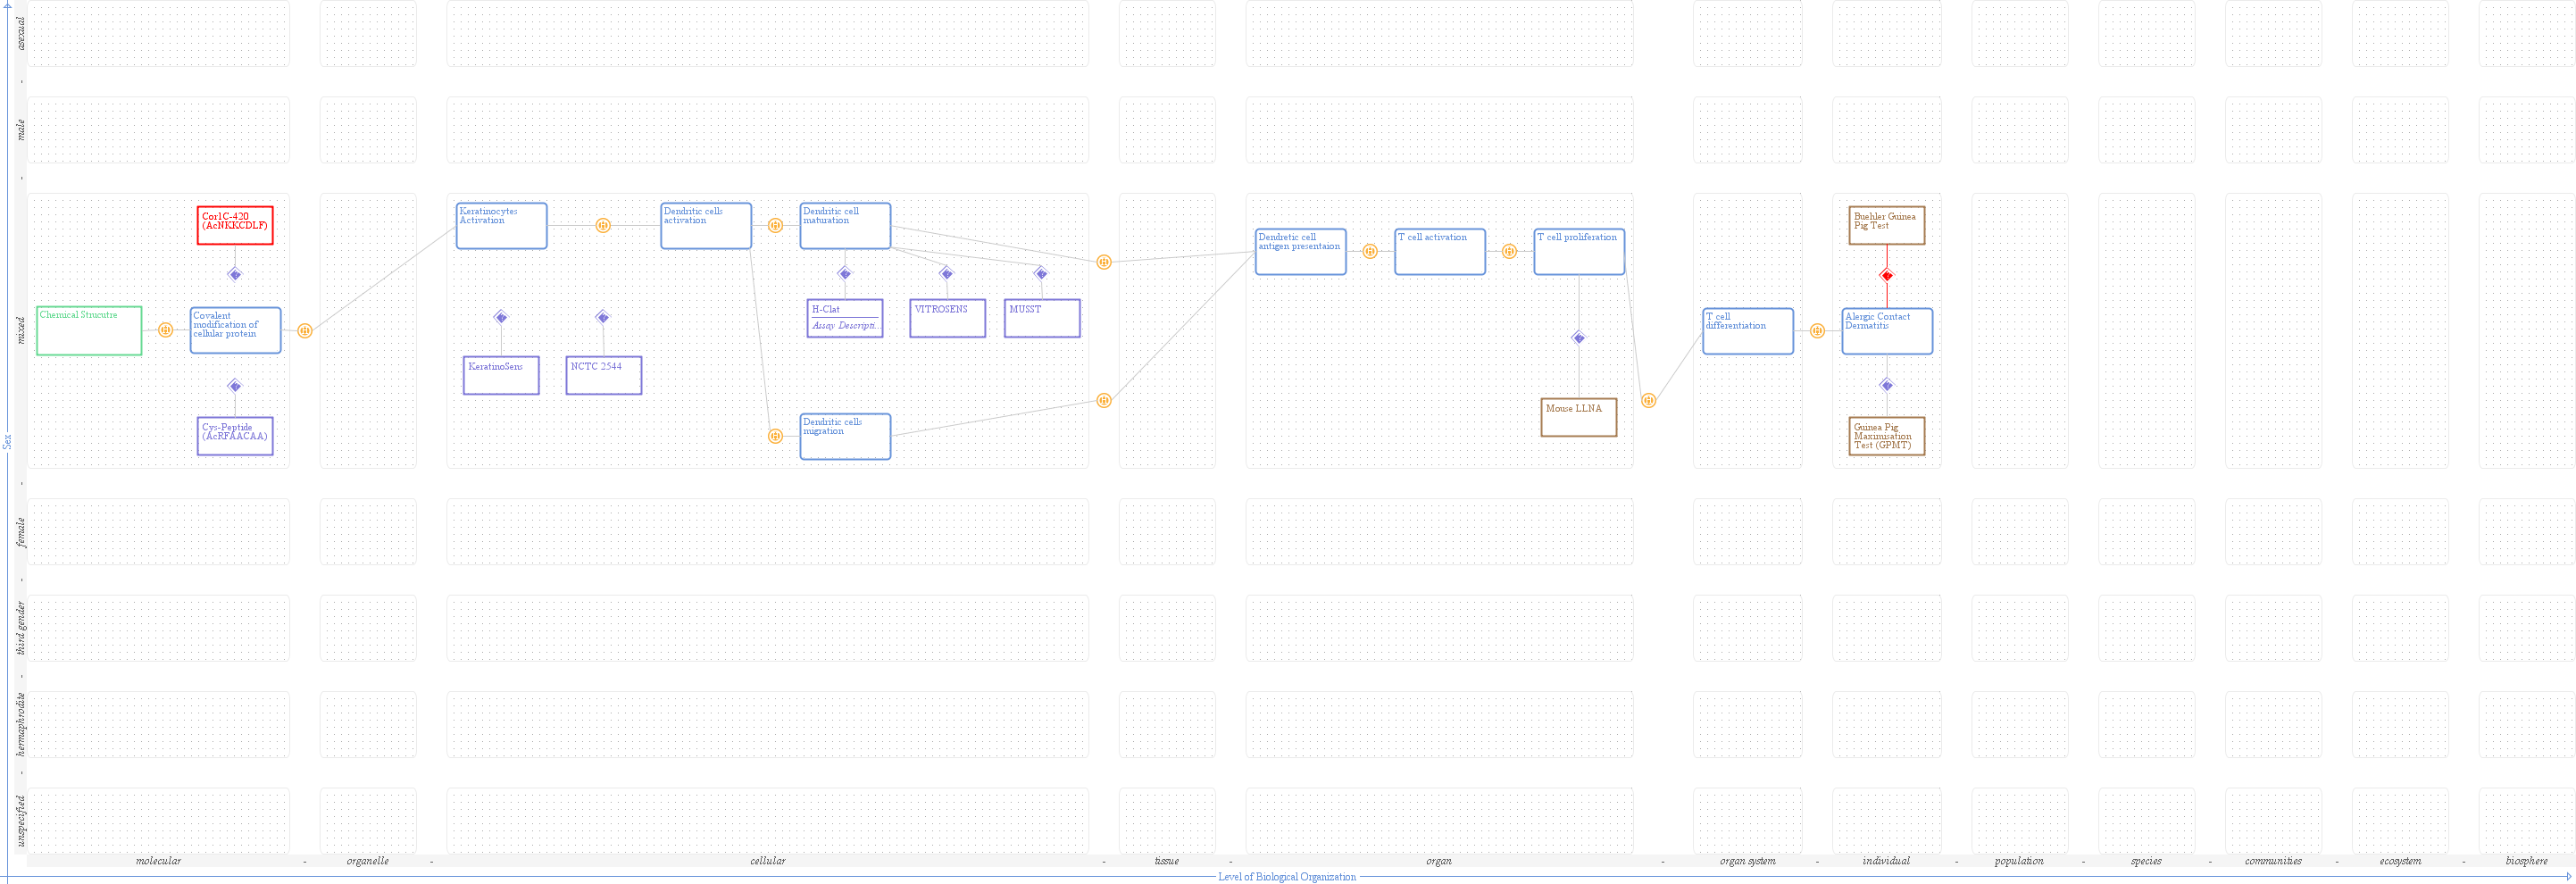 asexual
-
male
-
mixed
-
female
-
third gender
-
hermaphrodite
-
unspecified
Sex
Cor1C-420
(AcNKKCDLF)
Chemical Strucutre
Covalent
modification of
cellular protein
Cys-Peptide
(AcRFAACAA)
Keratinocytes
Activation
Dendritic cells
activation
Dendritic cell
maturation
KeratinoSens
NCTC 2544
H-Clat
Assay Descripti...
VITROSENS
MUSST
Dendritic cells
migration
Dendretic cell
antigen presentaion
T cell activation
T cell proliferation
Mouse LLNA
T cell
differentiation
Buehler Guinea
Pig Test
Alergic Contact
Dermatitis
Guinea Pig
Maximisation
Test (GPMT)
molecular - organelle - cellular - tissue - organ - organ system - individual - population - species - communities - ecosystem - biosphere
Level of Biological Organization